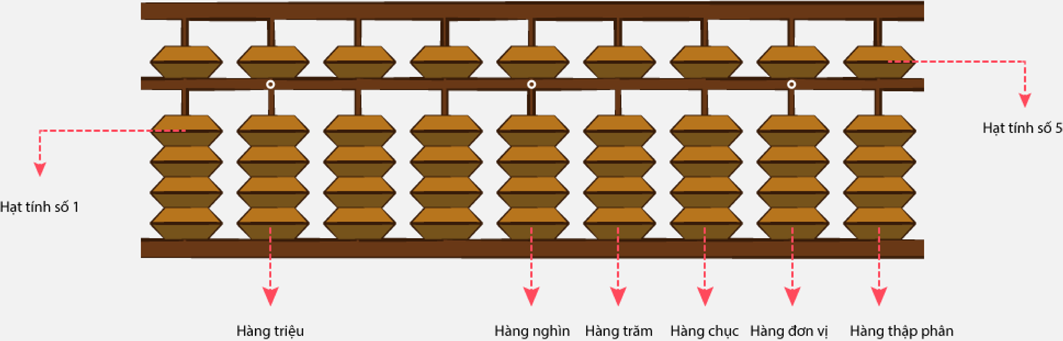 Hạt tính số 5
Hạt tính số 1
Hàng triệu
Hàng nghìn
Hàng trăm
Hàng chục
Hàng đơn vị
Hàng thập phân